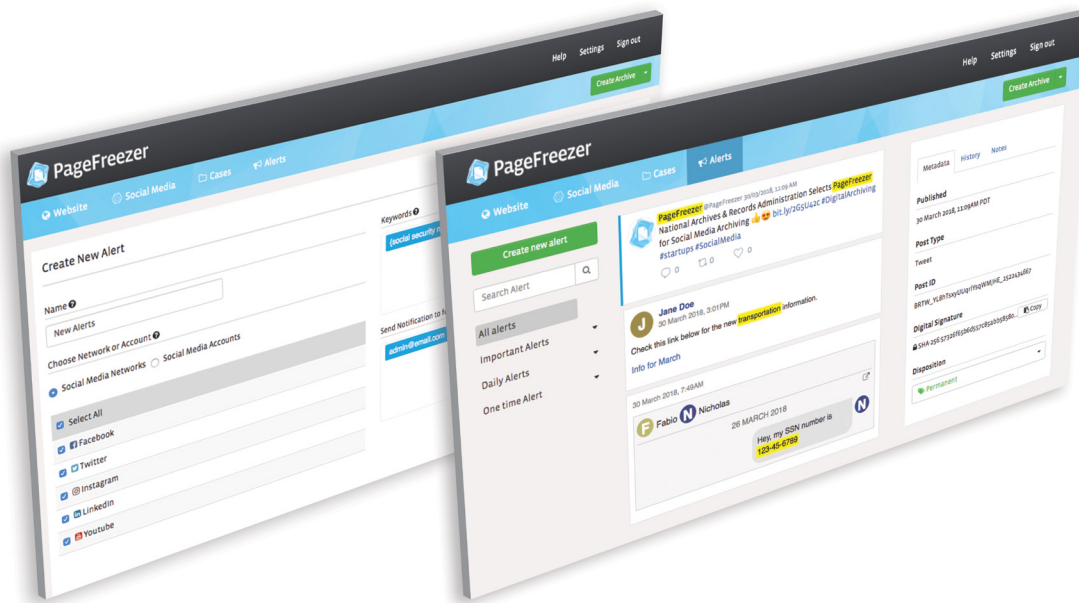 Help Settings Sign out
Create Archive
PageFreezer
Website Social Media Cases Alerts
Create New Alert
Name
New Alerts
Choose Network or Account
Social Media Networks Social Media Accounts
Select All
Facebook
Twitter
Instagram
LinkedIn
Youtube
Keywords
{social security
Send Notification to
admin@email.com
Help Settings Sign out
Create Archive
PageFreezer
Website Social Media Cases Alerts
Create new alert
Search Alert
All alerts
Important Alerts
Daily Alerts
One time Alert
PageFreezer @PageFreezer 30/03/2018, 11:09 AM
National Archives & Records Administration Selects PageFreezer
for Social Media Archiving 👍😍 bit.ly/2G5U42c #DigitalArchiving
#startups #SocialMedia
0 0 0
J
Jane Doe
30 March 2018, 3:01PM
Check this link below for the new transportation information.
Info for March
30 March 2018, 7:49AM
F Fabio N Nicholas
26 MARCH 2018
Hey, my SSN number is
123-45-6789
N
Metadata History Notes
Published
30 March 2018, 11:09AM PDT
Post Type
Tweet
Post ID
Digital Signature
Copy
Disposition
Permanent